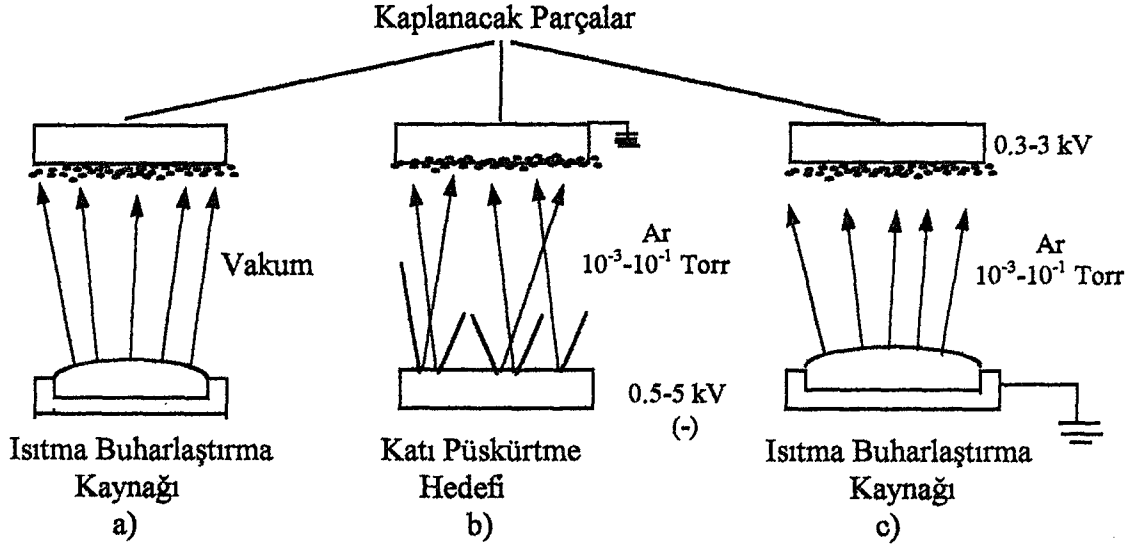 Kaplanacak Parçalar
Vakum
Isıtma Buharlaştırma
Kaynağı
a)
Ar
10⁻³-10⁻¹ Torr
0.5-5 kV
(-)
Katı Püskürtme
Hedefi
b)
0.3-3 kV
Ar
10⁻³-10⁻¹ Torr
Isıtma Buharlaştırma
Kaynağı
c)